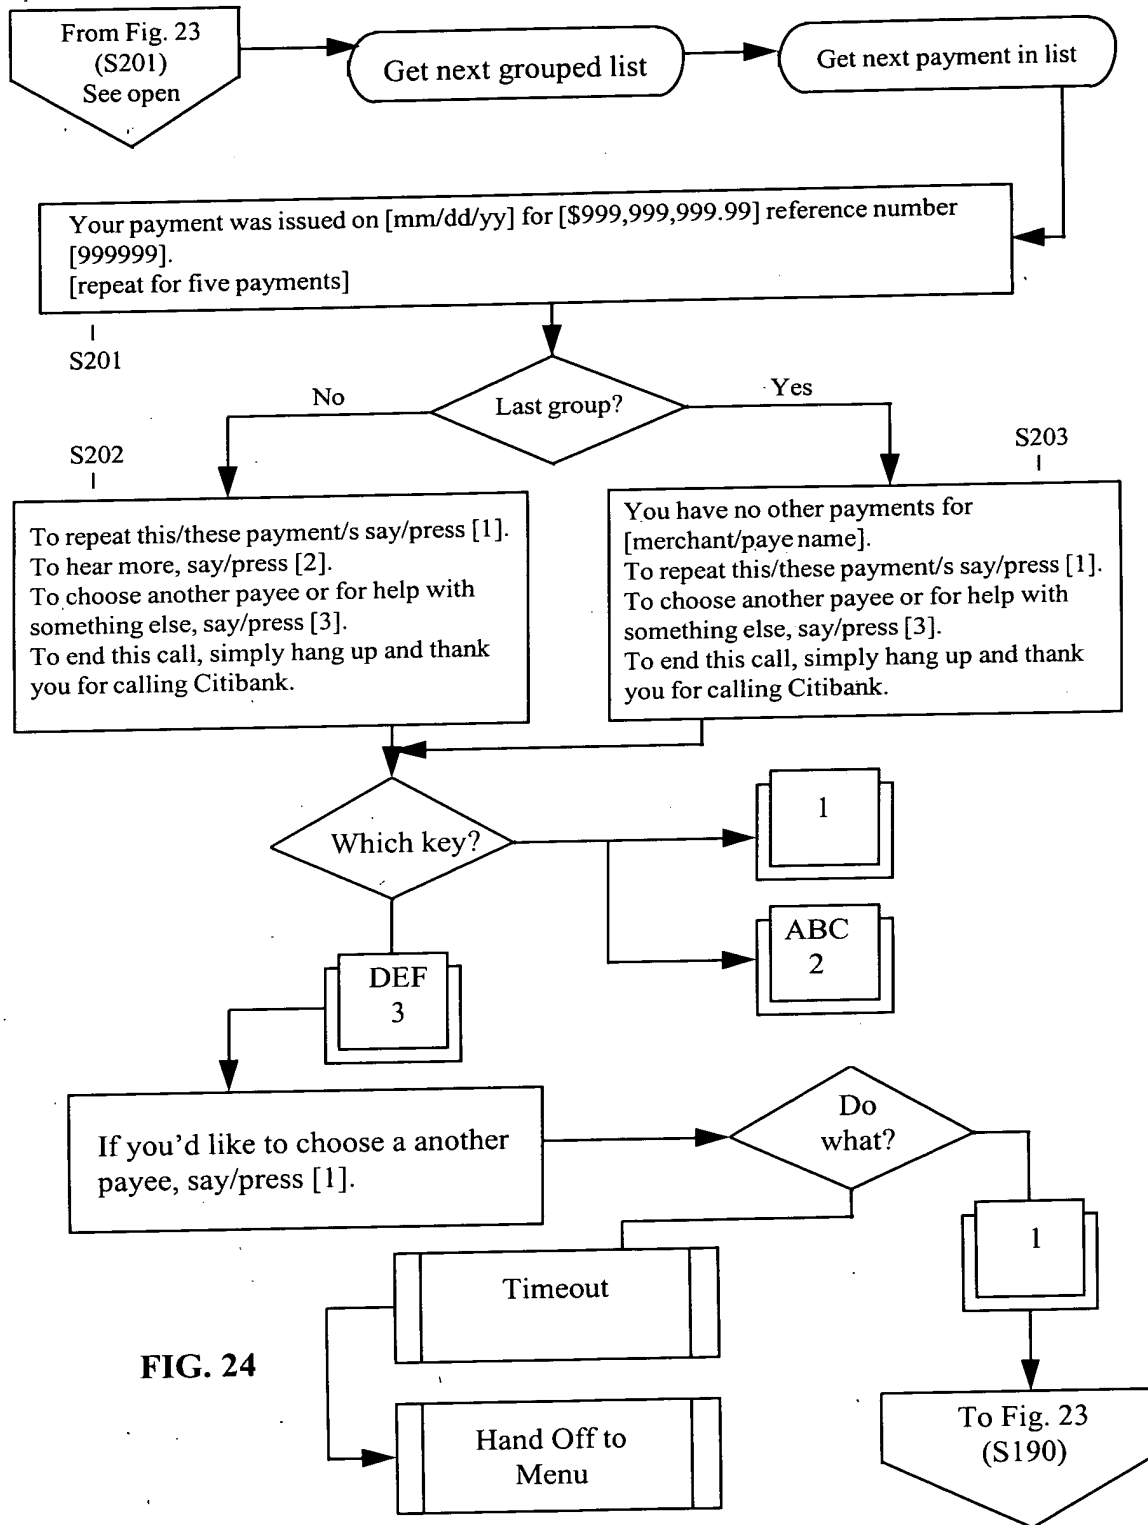 From Fig. 23
(S201)
See open
Get next grouped list
Get next payment in list
Your payment was issued on [mm/dd/yy] for [$999,999,999.99] reference number
[999999].
[repeat for five payments]
S201
Last group?
No
Yes
S202
S203
To repeat this/these payment/s say/press [1].
To hear more, say/press [2].
To choose another payee or for help with
something else, say/press [3].
To end this call, simply hang up and thank
you for calling Citibank.
You have no other payments for
[merchant/paye name].
To repeat this/these payment/s say/press [1].
To choose another payee or for help with
something else, say/press [3].
To end this call, simply hang up and thank
you for calling Citibank.
Which key?
1
ABC
2
DEF
3
If you'd like to choose a another
payee, say/press [1].
Do
what?
1
Timeout
Hand Off to
Menu
To Fig. 23
(S190)
FIG. 24